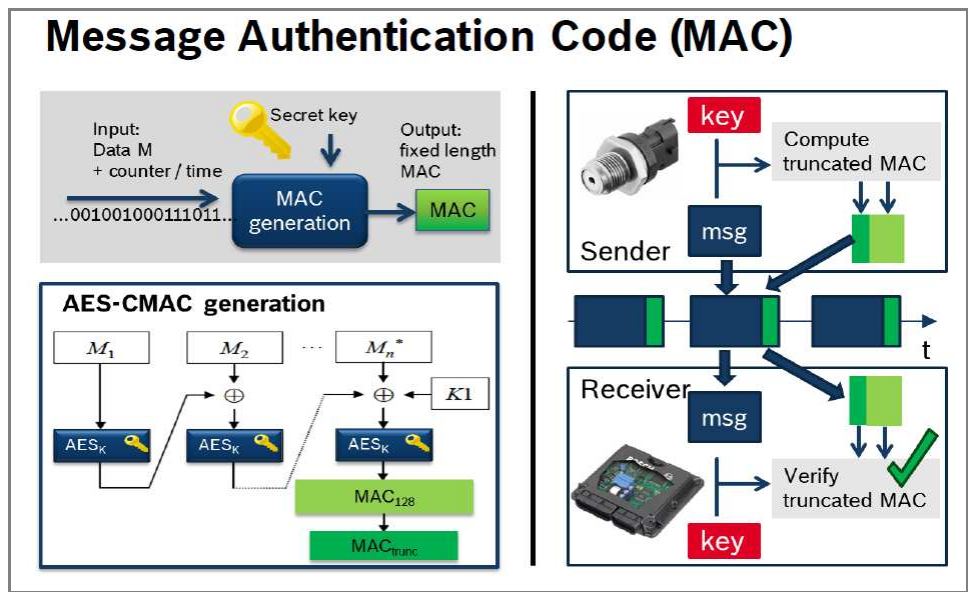 Message Authentication Code (MAC)
Secret key
Input:
Data M
+ counter / time
...001001000111011...
MAC
generation
Output:
fixed length
MAC
MAC
AES-CMAC generation
M1
M2
...
Mn*
K1
AESK
AESK
AESK
MAC128
MACtrunc
key
Compute
truncated MAC
msg
Sender
t
Receiver
msg
Verify
truncated MAC
key